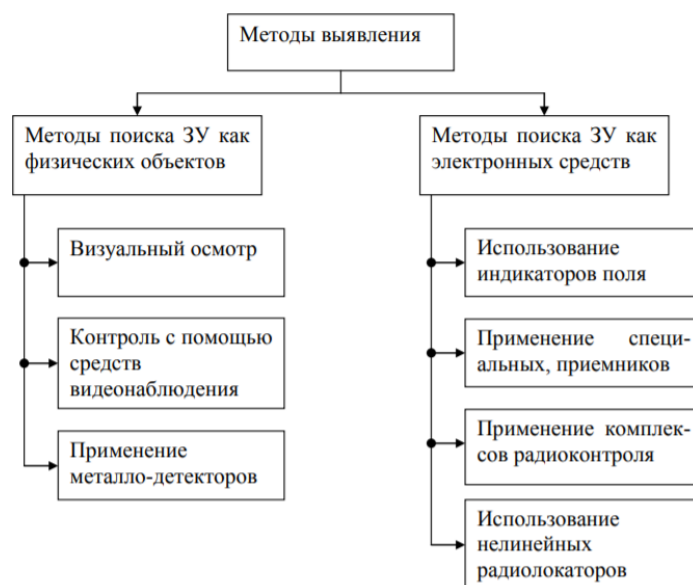 Методы выявления
Методы поиска ЗУ как
физических объектов
Визуальный осмотр
Контроль с помощью
средств
видеонаблюдения
Применение
металло-детекторов
Методы поиска ЗУ как
электронных средств
Использование
индикаторов поля
Применение специ-
альных, приемников
Применение комплек-
сов радиоконтроля
Использование
нелинейных
радиолокаторов